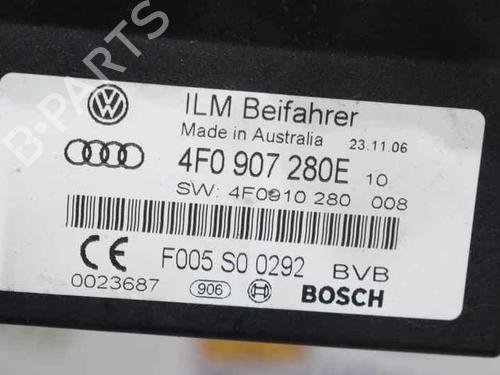 B-PARTS
ILM Beifahrer
Made in Australia 23.11.06
4F0 907 280E 10
SW: 4F0910 280 008
F005 S0 0292 BVB
0023687 906 BOSCH